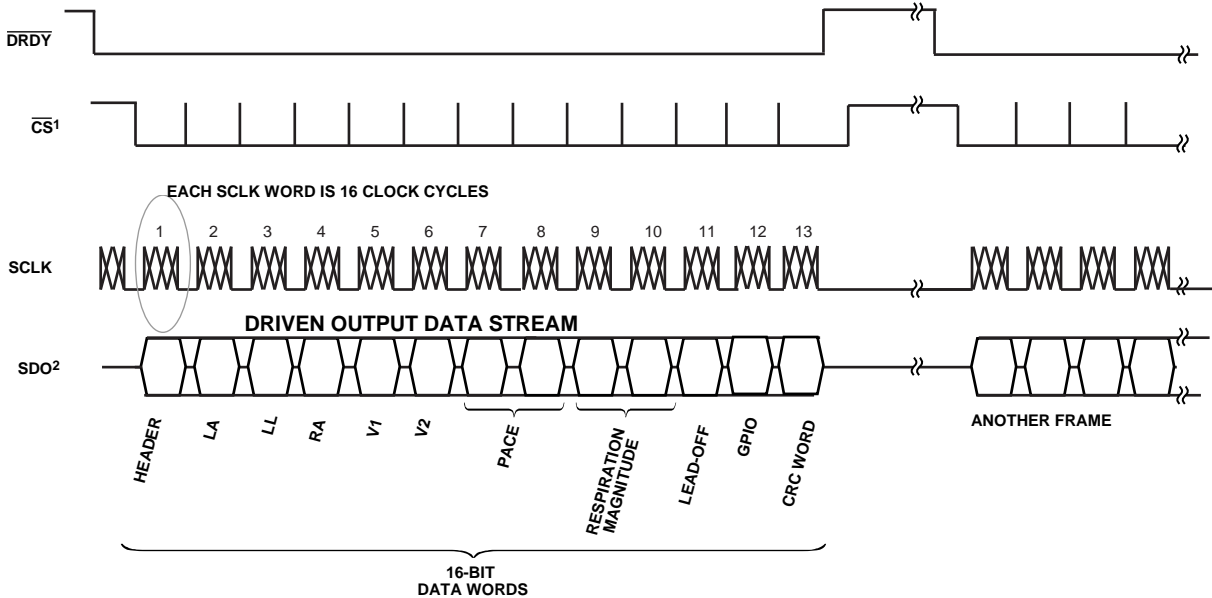 DRDY
CS1
EACH SCLK WORD IS 16 CLOCK CYCLES
1 2 3 4 5 6 7 8 9 10 11 12 13
SCLK
DRIVEN OUTPUT DATA STREAM
SDO2
HEADER
LA
LL
RA
V1
V2
PACE
RESPIRATION
MAGNITUDE
LEAD-OFF
GPIO
CRC WORD
ANOTHER FRAME
16-BIT
DATA WORDS